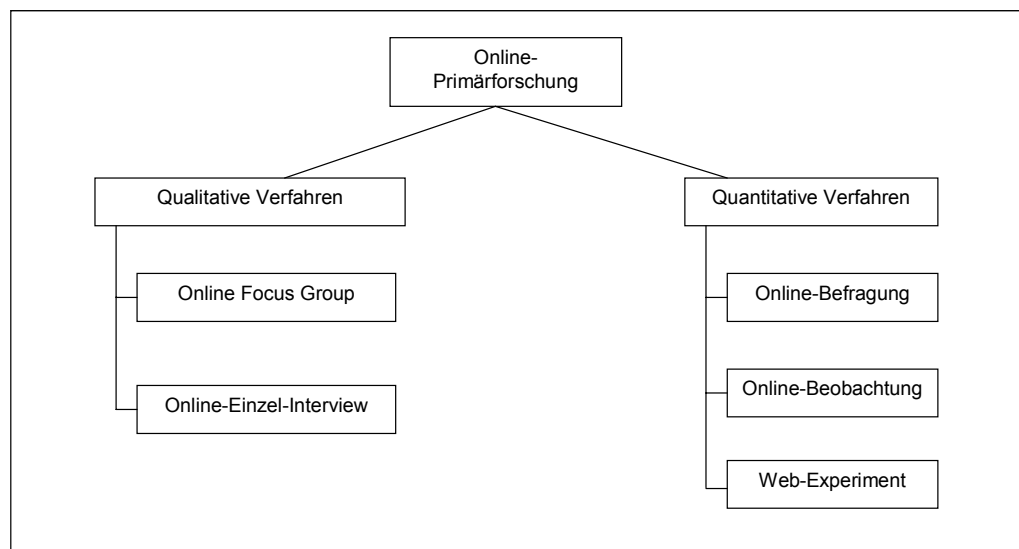 Online-
Primärforschung
Qualitative Verfahren
Quantitative Verfahren
Online Focus Group
Online-Befragung
Online-Einzel-Interview
Online-Beobachtung
Web-Experiment